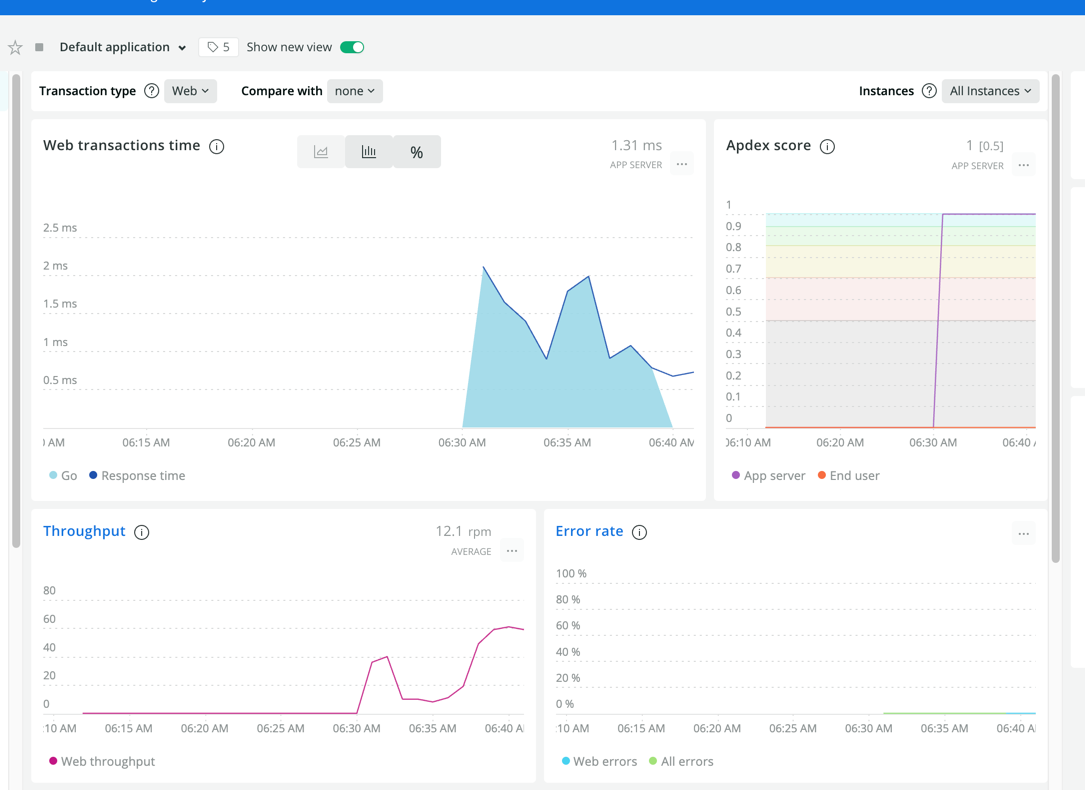 Default application
5
Show new view
Transaction type
Web
Compare with
none
Instances
All Instances
Web transactions time
%
1.31 ms
APP SERVER
2.5 ms
2 ms
1.5 ms
1 ms
0.5 ms
AM 06:15 AM 06:20 AM 06:25 AM 06:30 AM 06:35 AM 06:40 AM
Go Response time
Apdex score
1 [0.5]
APP SERVER
1
0.9
0.8
0.7
0.6
0.5
0.4
0.3
0.2
0.1
0
06:10 AM 06:20 AM 06:30 AM 06:40
App server End user
Throughput
12.1 rpm
AVERAGE
80
60
40
20
0
:10 AM 06:15 AM 06:20 AM 06:25 AM 06:30 AM 06:35 AM 06:40 A
Web throughput
Error rate
100 %
80 %
60 %
40 %
20 %
0 %
:10 AM 06:15 AM 06:20 AM 06:25 AM 06:30 AM 06:35 AM 06:40 A
Web errors All errors